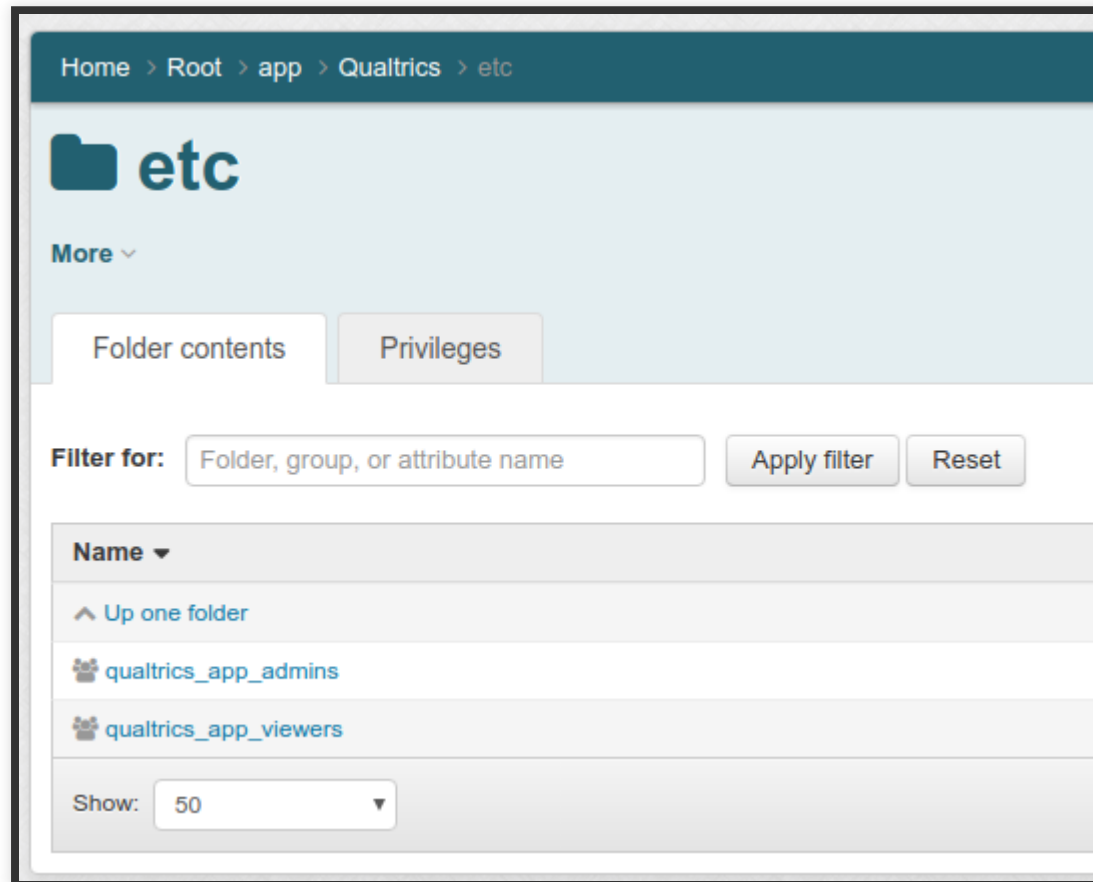 Home > Root > app > Qualtrics > etc
etc
More
Folder contents Privileges
Filter for: Folder, group, or attribute name Apply filter Reset
Name
Up one folder
qualtrics_app_admins
qualtrics_app_viewers
Show: 50